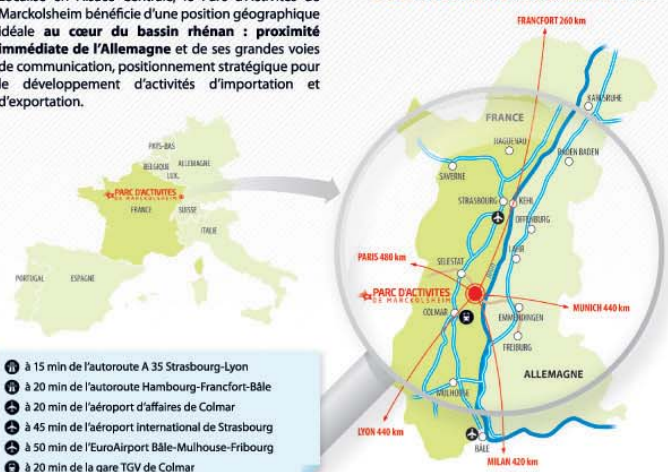 Marckolsheim bénéficie d'une position géographique
idéale au cœur du bassin rhénan : proximité
immédiate de l'Allemagne et de ses grandes voies
de communication, positionnement stratégique pour
le développement d'activités d'importation et
d'exportation.
PAYS-BAS
BELGIQUE
ALLEMAGNE
LUX.
PARC D'ACTIVITES
DE MARCKOLSHEIM
FRANCE
SUISSE
ITALIE
PORTUGAL
ESPAGNE
à 15 min de l'autoroute A 35 Strasbourg-Lyon
à 20 min de l'autoroute Hambourg-Francfort-Bâle
à 20 min de l'aéroport d'affaires de Colmar
à 45 min de l'aéroport international de Strasbourg
à 50 min de l'EuroAirport Bâle-Mulhouse-Fribourg
à 20 min de la gare TGV de Colmar
FRANCFORT 260 km
KARLSRUHE
FRANCE
HAGUENAU
BADEN BADEN
SAVERNE
STRASBOURG
KEHL
OFFENBURG
LAHR
PARIS 480 km
SELESTAT
PARC D'ACTIVITES
DE MARCKOLSHEIM
MUNICH 440 km
COLMAR
EMMENDINGEN
FREIBURG
ALLEMAGNE
MULHOUSE
LYON 440 km
BÂLE
MILAN 420 km